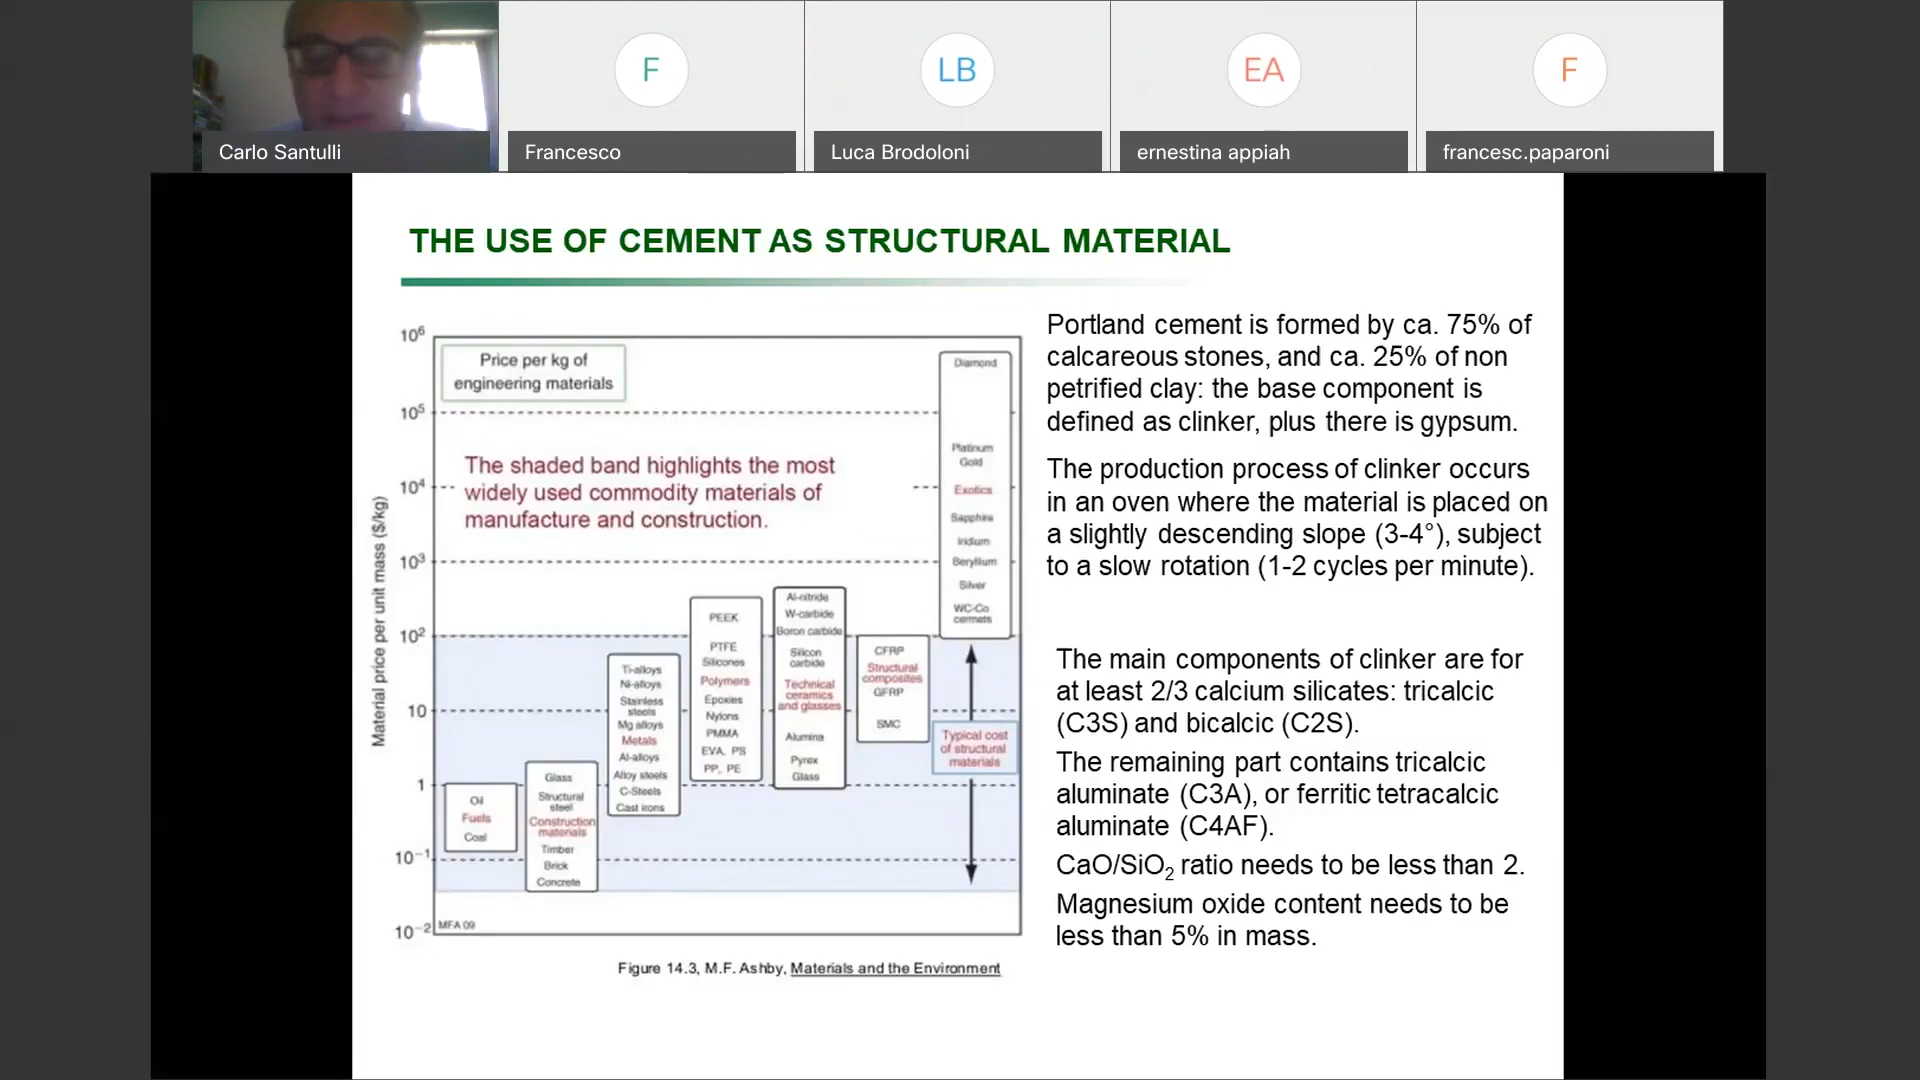 F
LB
EA
F
Carlo Santulli
Francesco
Luca Brodoloni
ernestina appiah
francesc.paparoni
THE USE OF CEMENT AS STRUCTURAL MATERIAL
Price per kg of
engineering materials
The shaded band highlights the most
widely used commodity materials of
manufacture and construction.
Material price per unit mass ($/kg)
10⁶
10⁵
10⁴
10³
10²
10
1
10⁻¹
10⁻²
Oil
Fuels
Coal
Glass
Structural
steel
Construction
materials
Timber
Brick
Concrete
Ti-alloys
Ni-alloys
Stainless
steels
Mg alloys
Metals
Al-alloys
Alloy steels
C-Steels
Cast irons
PEEK
PTFE
Silicones
Polymers
Epoxies
Nylons
PMMA
EVA, PS
PP, PE
Al-nitride
W-carbide
Boron carbide
Silicon
carbide
Technical
ceramics
and glasses
Alumina
Pyrex
Glass
CFRP
Structural
composites
GFRP
SMC
Diamond
Platinum
Gold
Exotics
Sapphire
Iridium
Beryllium
Silver
WC-Co
cermets
Typical cost
of structural
materials
MFA 09
Figure 14.3, M.F. Ashby, Materials and the Environment
Portland cement is formed by ca. 75% of
calcareous stones, and ca. 25% of non
petrified clay: the base component is
defined as clinker, plus there is gypsum.
The production process of clinker occurs
in an oven where the material is placed on
a slightly descending slope (3-4°), subject
to a slow rotation (1-2 cycles per minute).
The main components of clinker are for
at least 2/3 calcium silicates: tricalcic
(C3S) and bicalcic (C2S).
The remaining part contains tricalcic
aluminate (C3A), or ferritic tetracalcic
aluminate (C4AF).
CaO/SiO₂ ratio needs to be less than 2.
Magnesium oxide content needs to be
less than 5% in mass.